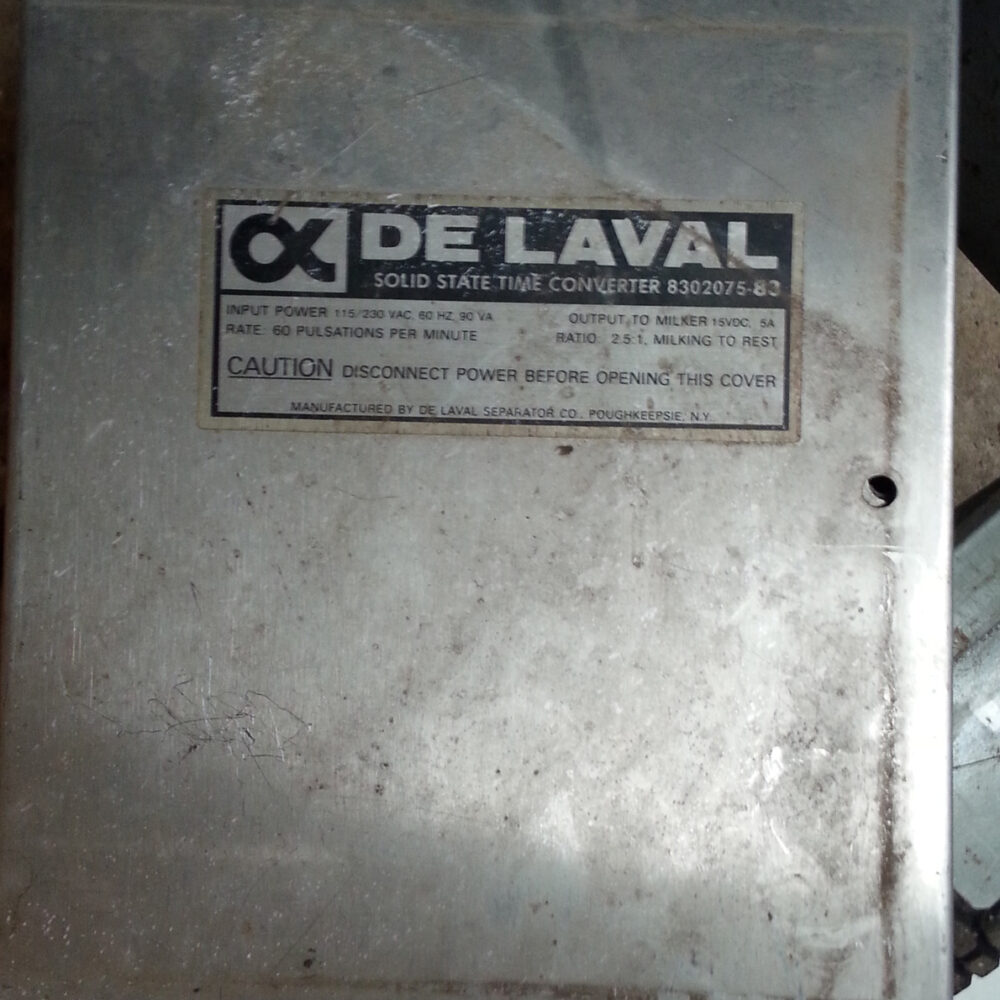 DE LAVAL
SOLID STATE TIME CONVERTER 8302075-83
INPUT POWER 115/230 VAC, 60 HZ, 90 VA
OUTPUT TO MILKER 15VDC, 5A
RATE: 60 PULSATIONS PER MINUTE
RATIO: 2.5:1, MILKING TO REST
CAUTION DISCONNECT POWER BEFORE OPENING THIS COVER
MANUFACTURED BY DE LAVAL SEPARATOR CO., POUGHKEEPSIE, N.Y.